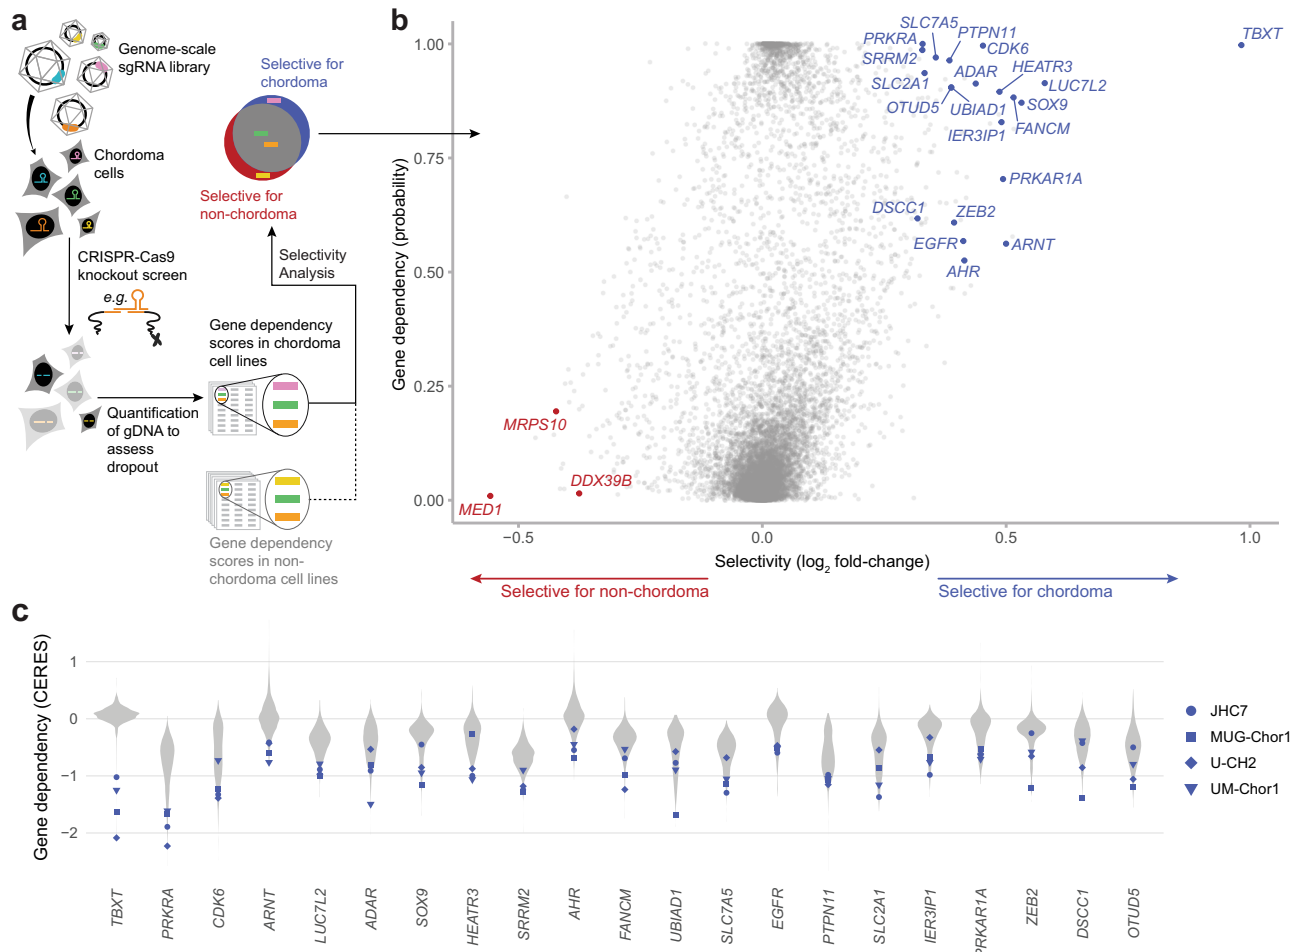 a
Genome-scale
sgRNA library
Chordoma
cells
CRISPR-Cas9
knockout screen
e.g.
Quantification
of gDNA to
assess
dropout
Selective for
chordoma
Selective for
non-chordoma
Selectivity
Analysis
Gene dependency
scores in chordoma
cell lines
Gene dependency
scores in non-
chordoma cell lines
b
Gene dependency (probability)
1.00
0.75
0.50
0.25
0.00
SLC7A5
PTPN11
TBXT
PRKRA
CDK6
SRRM2
HEATR3
ADAR
SLC2A1
LUC7L2
OTUD5
UBIAD1
SOX9
IER3IP1
FANCM
PRKAR1A
DSCC1
ZEB2
EGFR
ARNT
AHR
MRPS10
DDX39B
MED1
−0.5
0.0
0.5
1.0
Selectivity (log2 fold-change)
Selective for non-chordoma
Selective for chordoma
c
Gene dependency (CERES)
1
0
−1
−2
TBXT
PRKRA
CDK6
ARNT
LUC7L2
ADAR
SOX9
HEATR3
SRRM2
AHR
FANCM
UBIAD1
SLC7A5
EGFR
PTPN11
SLC2A1
IER3IP1
PRKAR1A
ZEB2
DSCC1
OTUD5
JHC7
MUG-Chor1
U-CH2
UM-Chor1